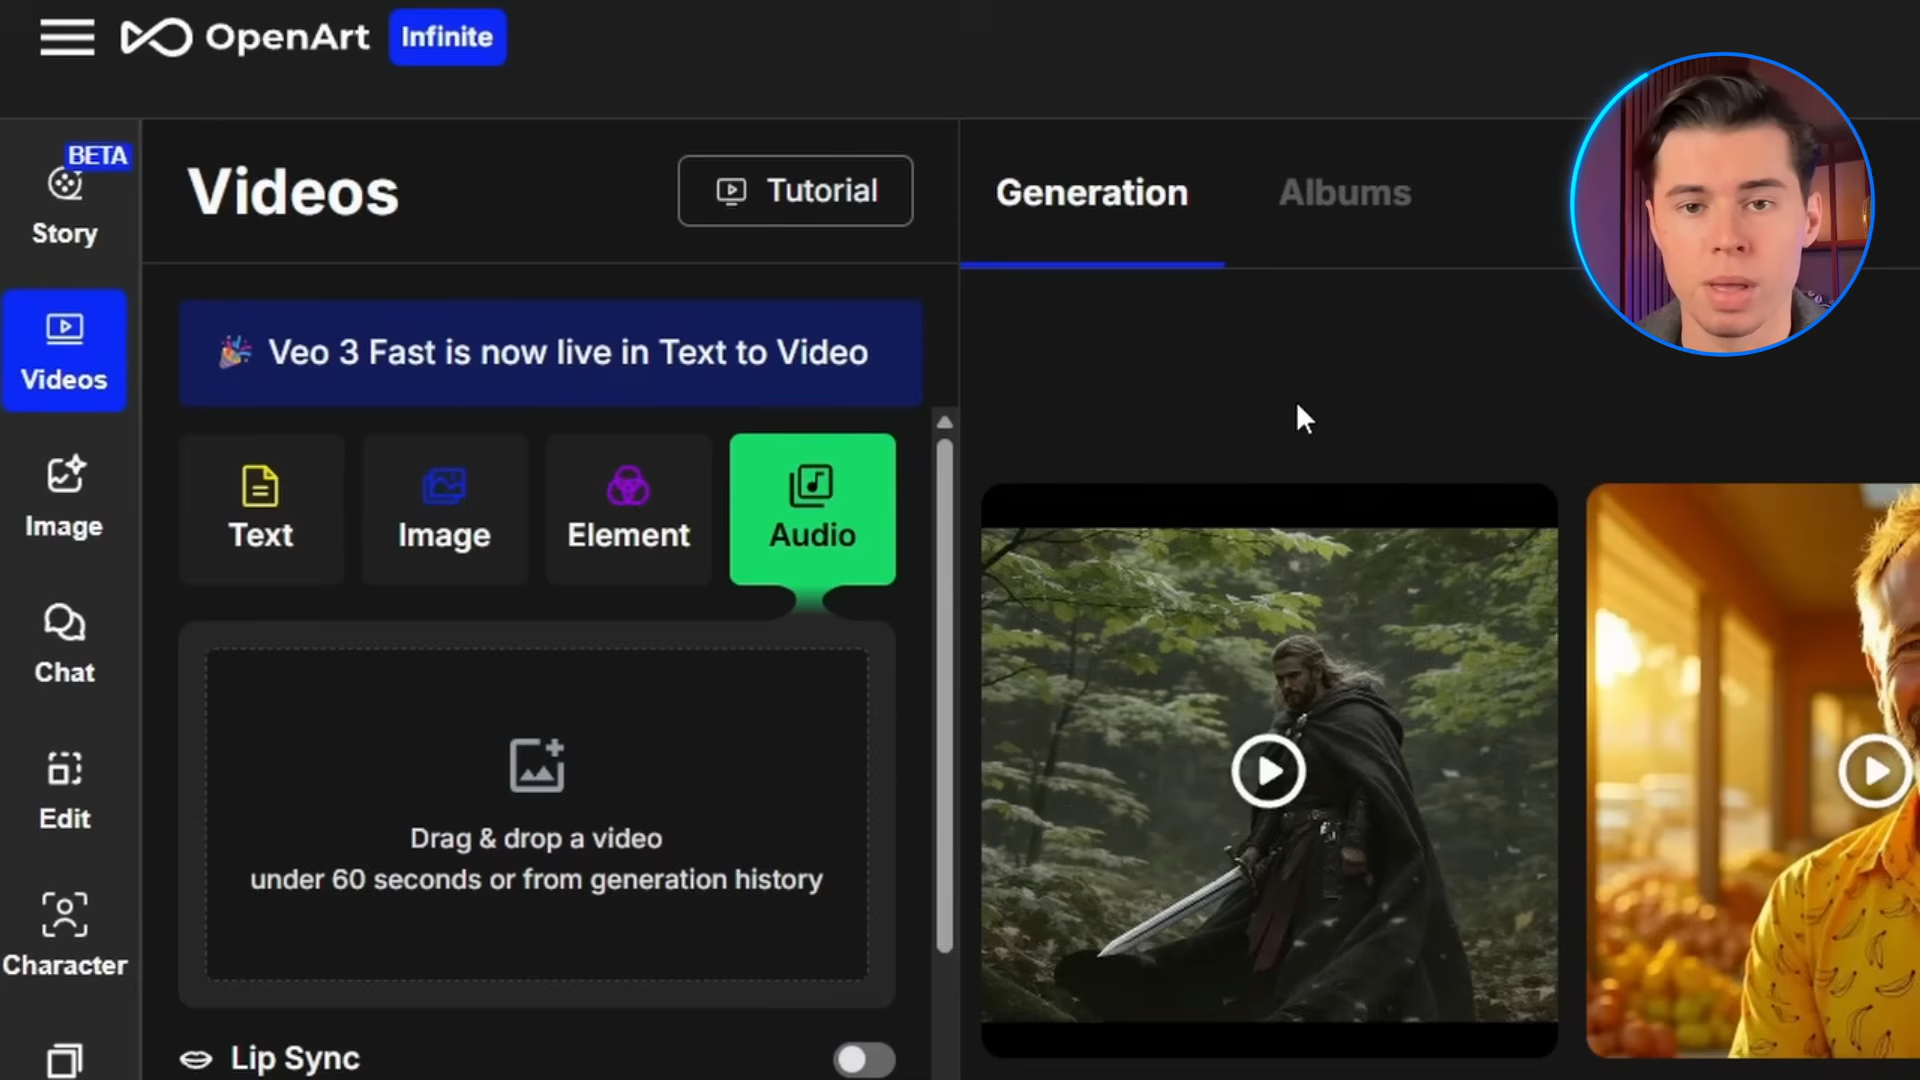 OpenArt Infinite
BETA
Story
Videos
Image
Chat
Edit
Character
Videos
Tutorial
Veo 3 Fast is now live in Text to Video
Text
Image
Element
Audio
Drag & drop a video
under 60 seconds or from generation history
Lip Sync
Generation
Albums